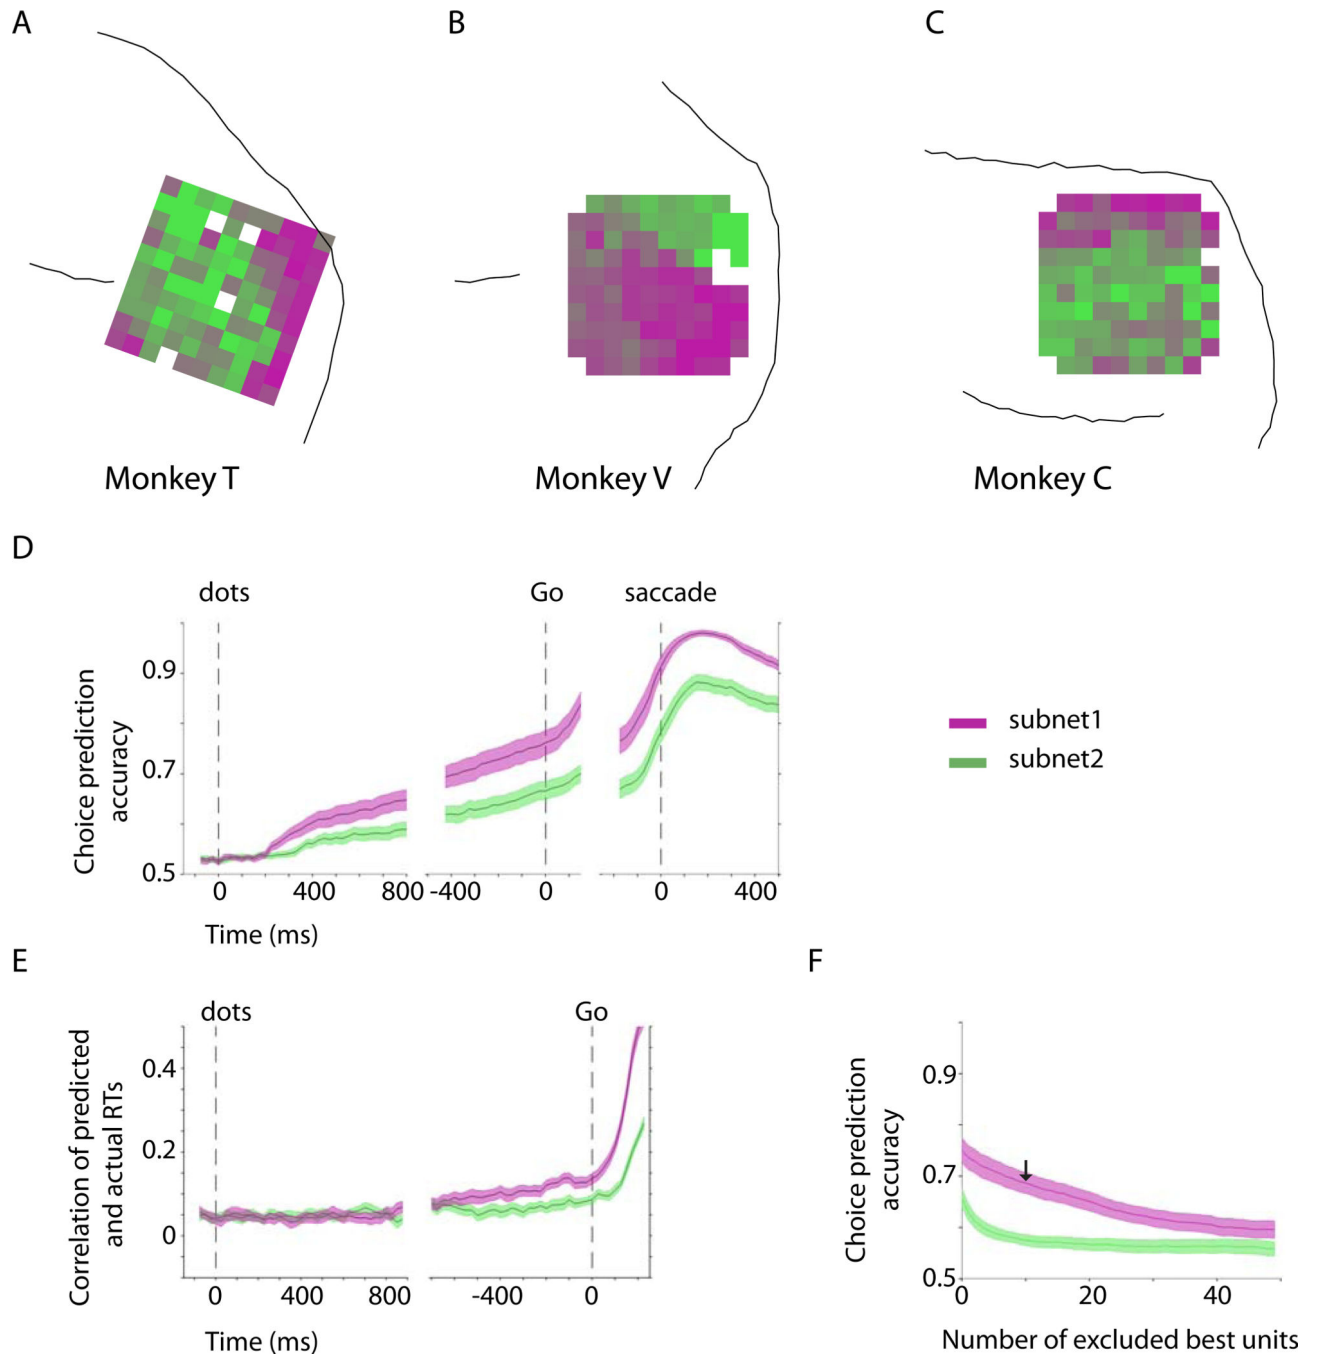 A
B
C
Monkey T
Monkey V
Monkey C
D
dots
Go
saccade
Choice prediction
accuracy
0.9
0.7
0.5
0
400
800
-400
0
0
400
Time (ms)
subnet1
subnet2
E
dots
Go
Correlation of predicted
and actual RTs
0.4
0.2
0
0
400
800
-400
0
Time (ms)
F
Choice prediction
accuracy
0.9
0.7
0.5
0
20
40
Number of excluded best units